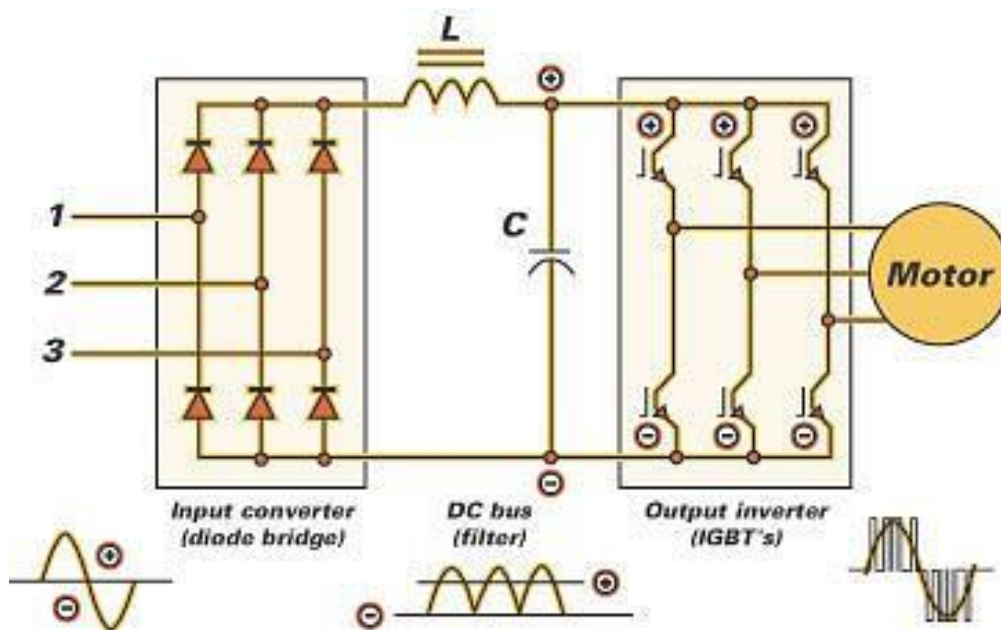 L
1
2
3
C
Motor
Input converter
(diode bridge)
DC bus
(filter)
Output inverter
(IGBT's)